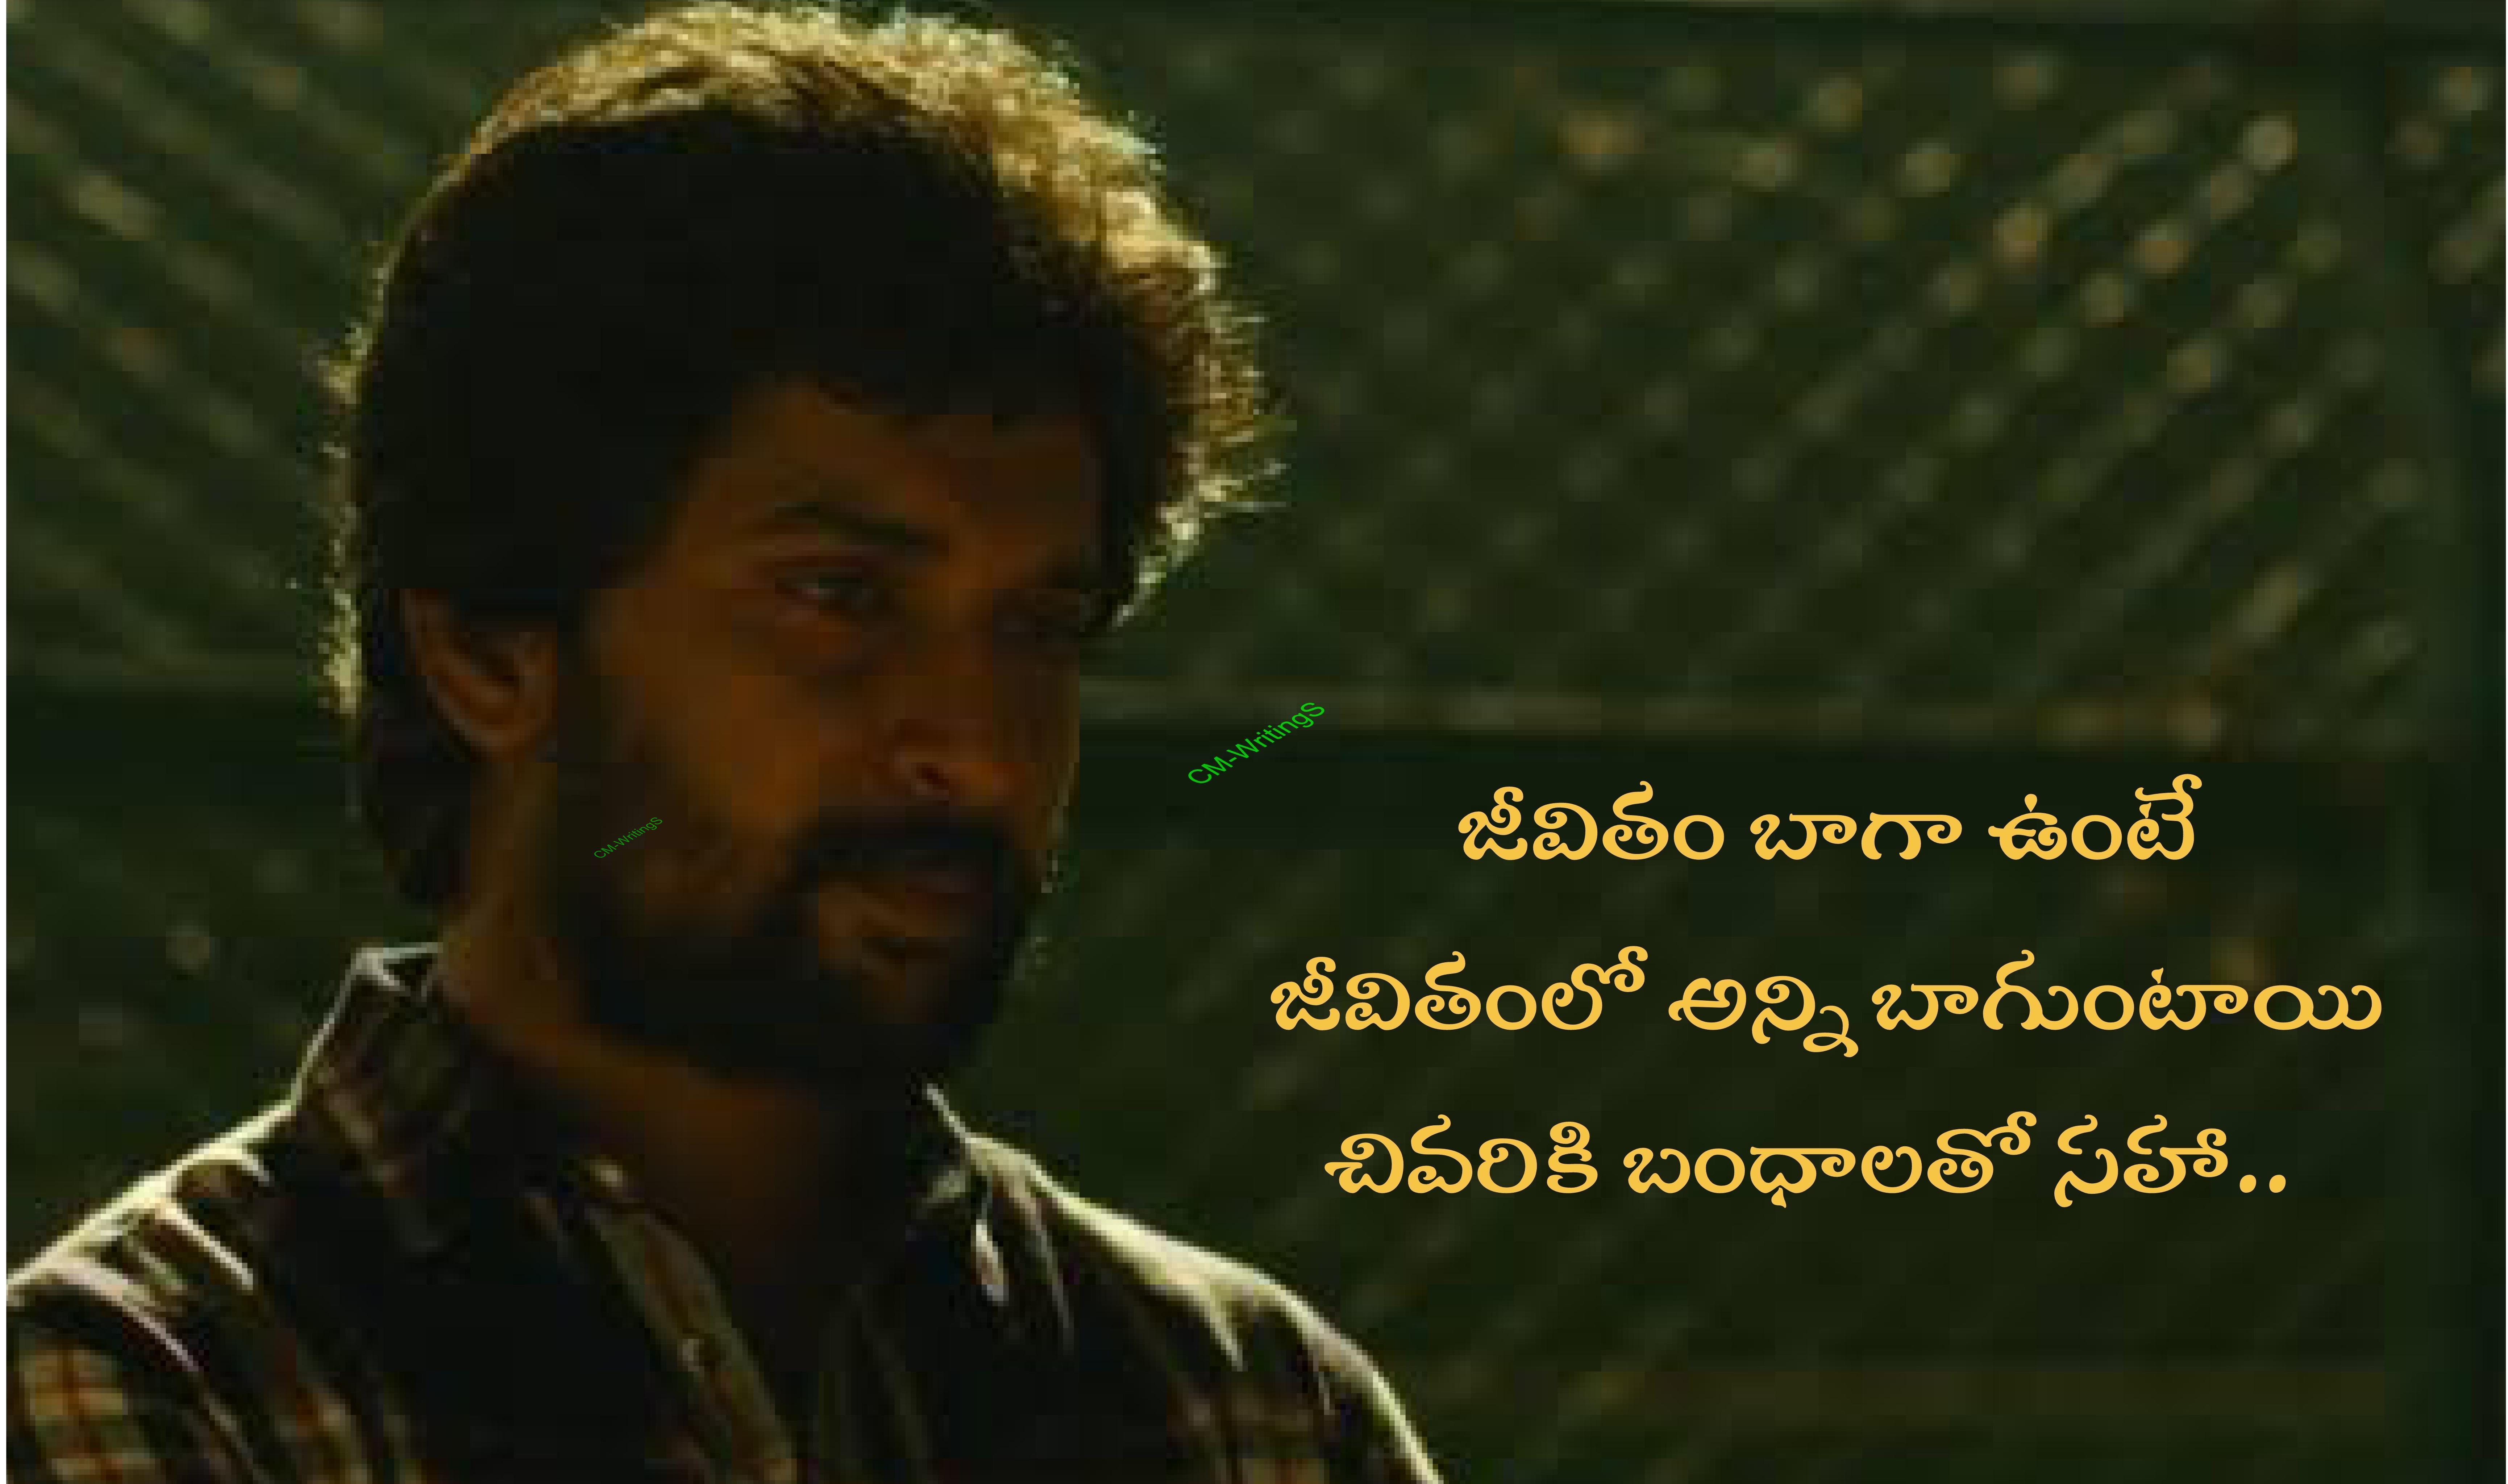 CM-WritingS
CM-WritingS
జీవితం బాగా ఉంటే
జీవితంలో అన్ని బాగుంటాయి
చివరికి బంధాలతో సహా..